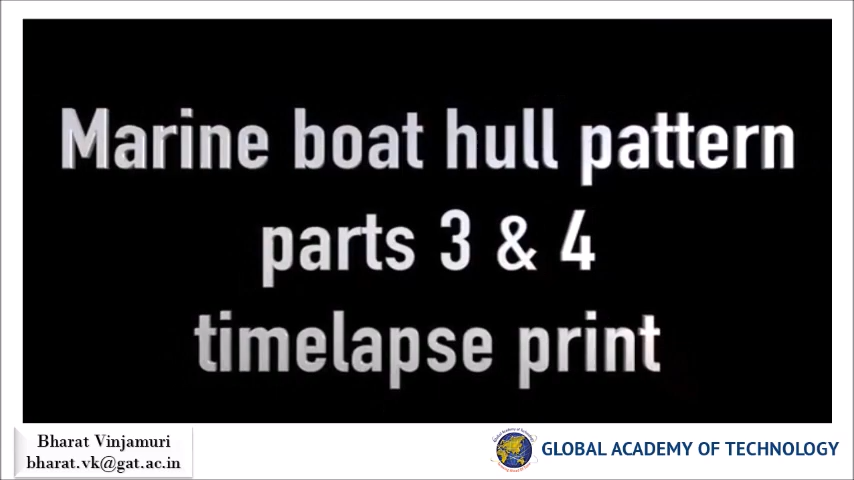 Marine boat hull pattern
parts 3 & 4
timelapse print
Bharat Vinjamuri
bharat.vk@gat.ac.in
GLOBAL ACADEMY OF TECHNOLOGY